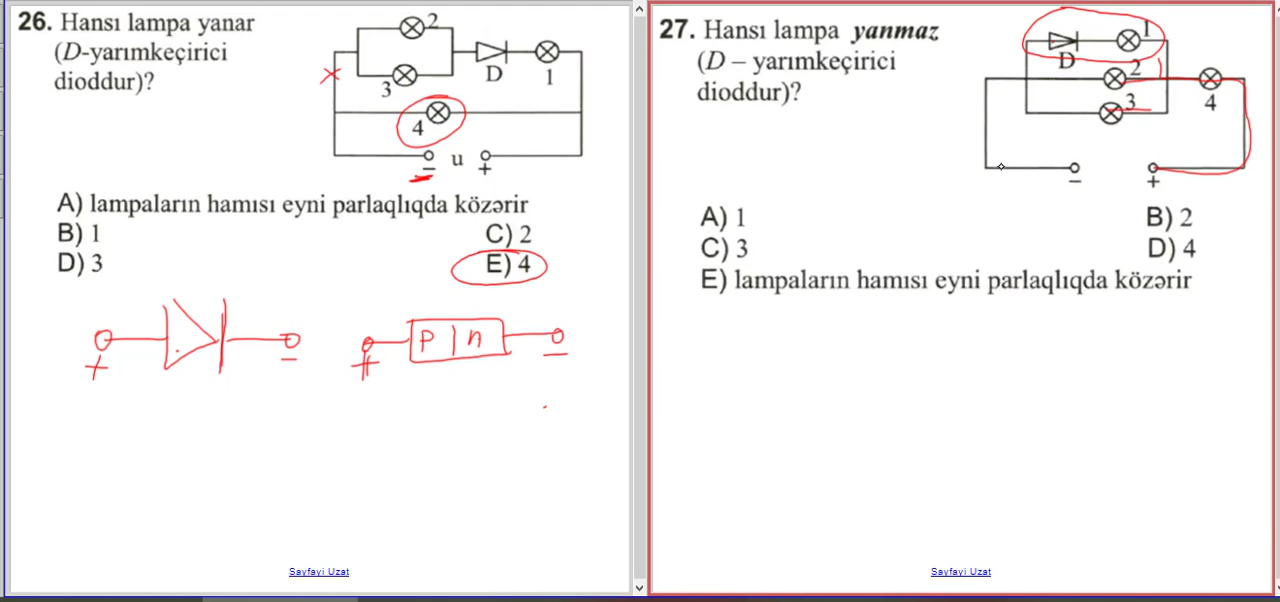 26. Hansı lampa yanar
(D-yarımkeçirici
dioddur)?
2
3
D
1
4
u
−
+
A) lampaların hamısı eyni parlaqlıqda közərir
B) 1
C) 2
D) 3
E) 4
+
−
+
p | n
−
Sayfayi Uzat
27. Hansı lampa yanmaz
(D – yarımkeçirici
dioddur)?
1
D
2
3
4
−
+
A) 1
B) 2
C) 3
D) 4
E) lampaların hamısı eyni parlaqlıqda közərir
Sayfayi Uzat